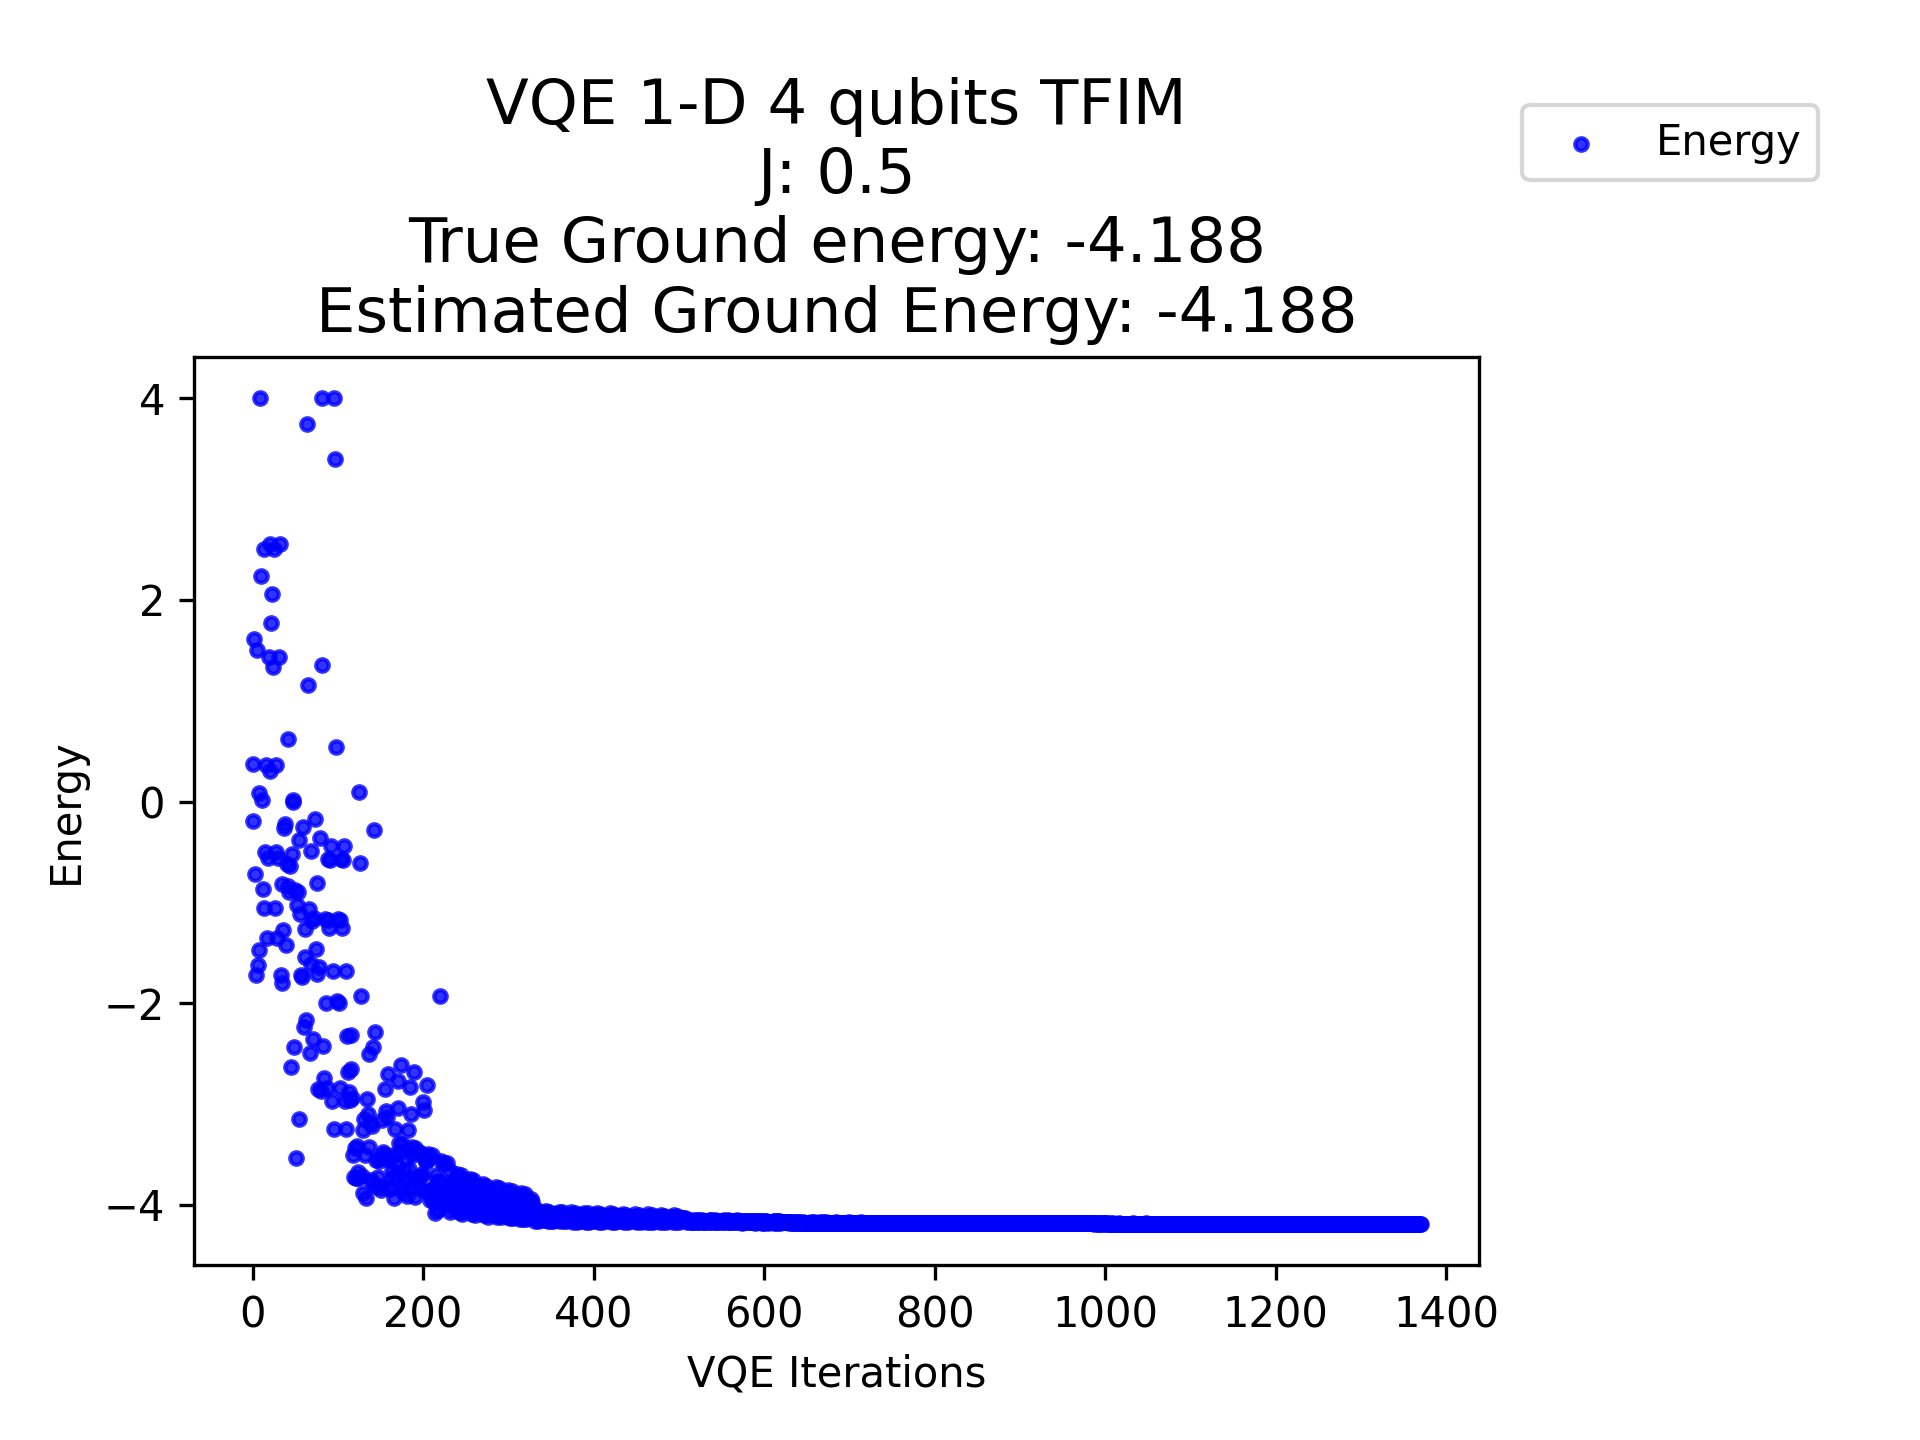 VQE 1-D 4 qubits TFIM
J: 0.5
True Ground energy: -4.188
Estimated Ground Energy: -4.188
Energy
4
2
0
−2
−4
Energy
0 200 400 600 800 1000 1200 1400
VQE Iterations